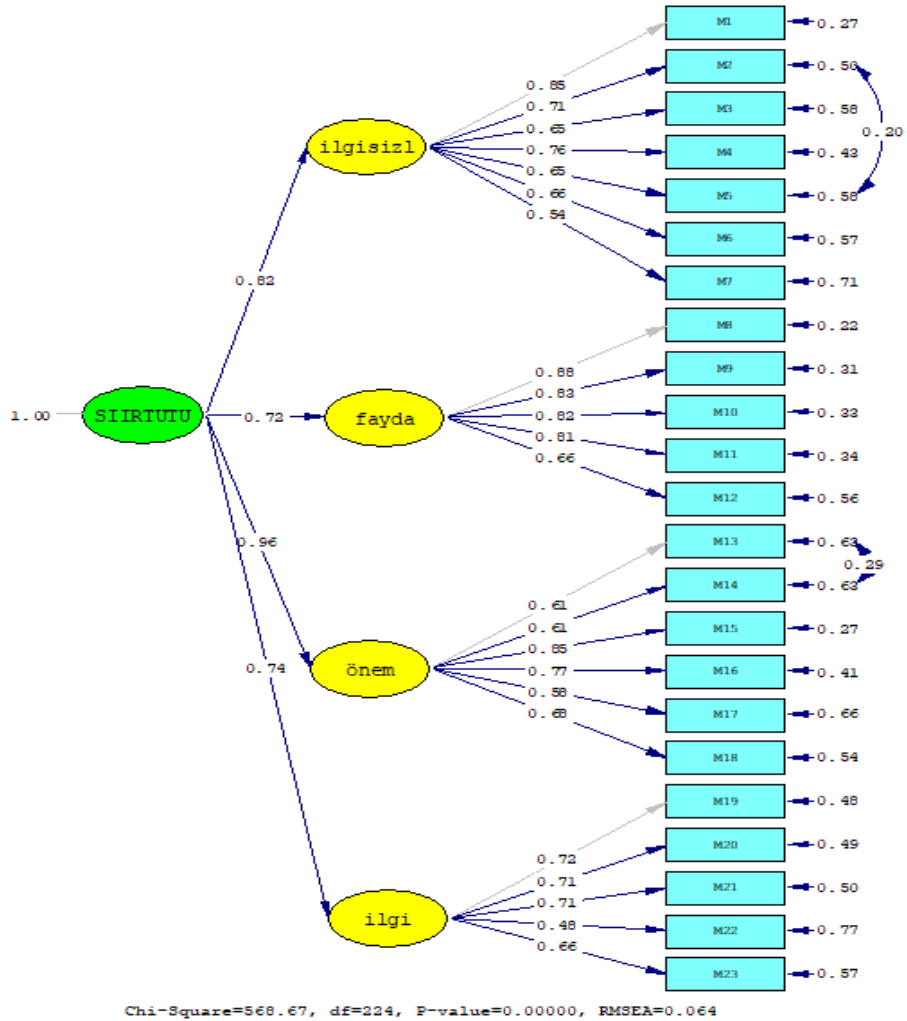 M1 0.27
0.85
M2 0.50
0.71
M3 0.58
0.65
0.20
ilgisizl
0.76
M4 0.43
0.65
M5 0.58
0.66
M6 0.57
0.54
M7 0.71
0.82
M8 0.22
0.88
M9 0.31
0.83
1.00 SIIRTUTU 0.72 fayda
0.82
M10 0.33
0.81
M11 0.34
0.66
M12 0.56
0.96
M13 0.63
0.29
0.61
M14 0.63
0.61
M15 0.27
0.85
0.74
önem
0.77
M16 0.41
0.58
M17 0.66
0.68
M18 0.54
M19 0.48
0.72
M20 0.49
0.71
M21 0.50
0.71
ilgi
0.48
M22 0.77
0.66
M23 0.57
Chi-Square=568.67, df=224, P-value=0.00000, RMSEA=0.064